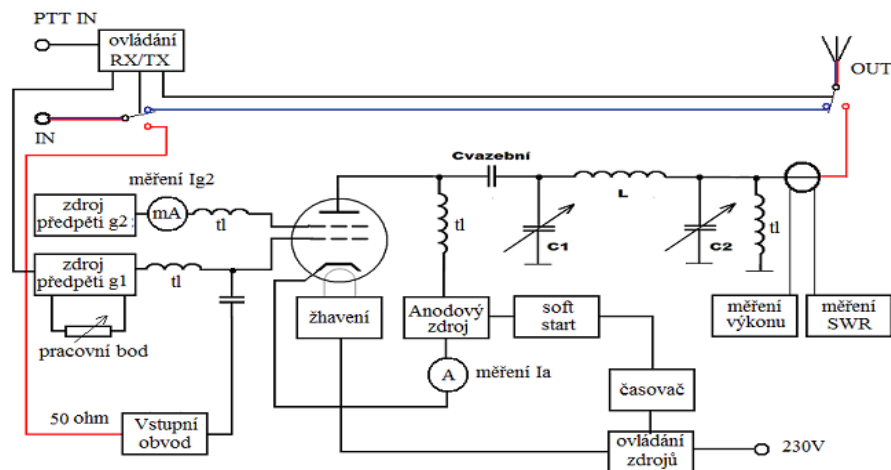 PTT IN
ovládání
RX/TX
OUT
IN
Cvazební
měření Ig2
zdroj
předpěti g2
mA
tl
L
tl
C1
C2
tl
zdroj
předpěti g1
tl
pracovní bod
žhavení
Anodový
zdroj
soft
start
měření
výkonu
měření
SWR
A
měření Ia
časovač
50 ohm
Vstupní
obvod
ovládání
zdrojů
230V